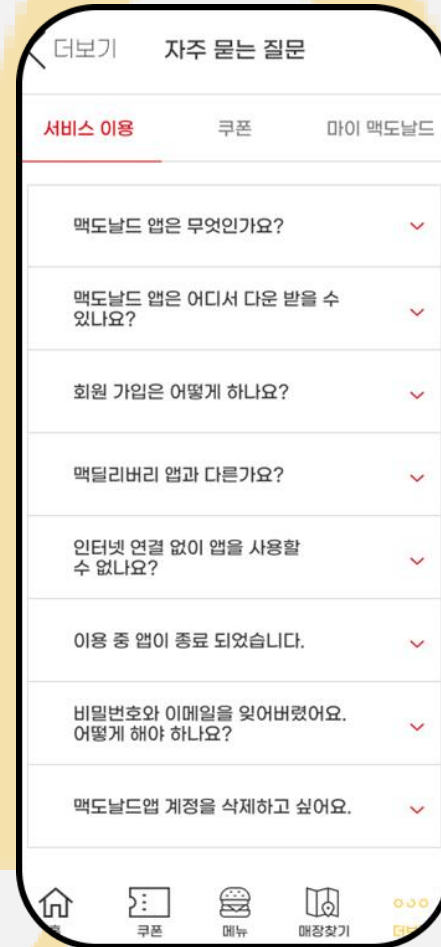 더보기 자주 묻는 질문
서비스 이용 쿠폰 마이 맥도날드
맥도날드 앱은 무엇인가요?
맥도날드 앱은 어디서 다운 받을 수
있나요?
회원 가입은 어떻게 하나요?
맥딜리버리 앱과 다른가요?
인터넷 연결 없이 앱을 사용할
수 없나요?
이용 중 앱이 종료 되었습니다.
비밀번호와 이메일을 잊어버렸어요.
어떻게 해야 하나요?
맥도날드앱 계정을 삭제하고 싶어요.
홈 쿠폰 메뉴 매장찾기 더보기